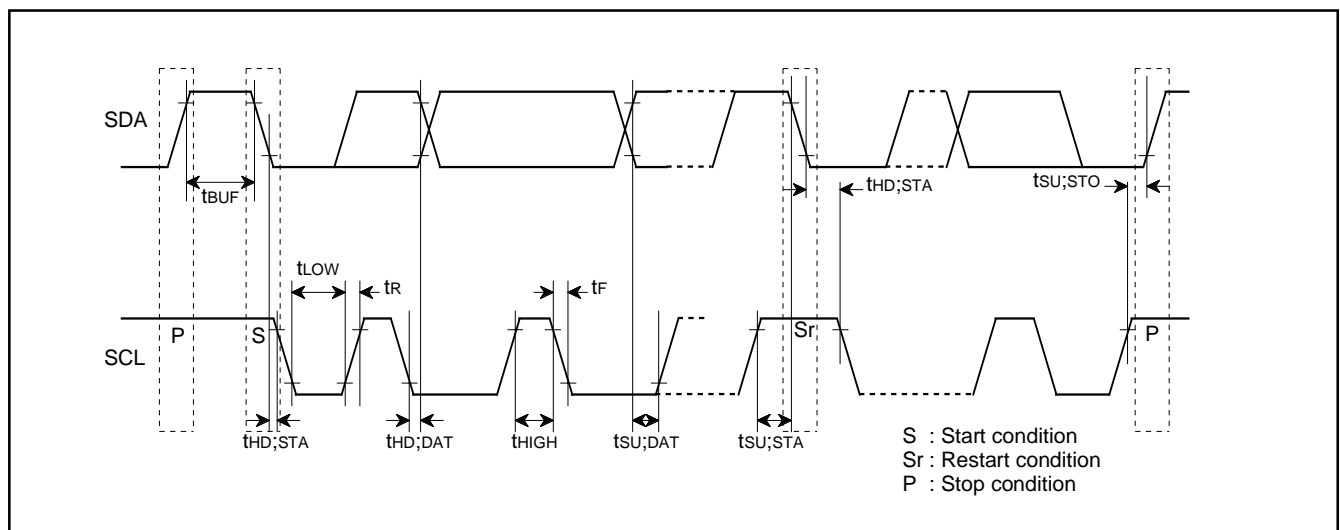 SDA
tBUF
tHD;STA
tSU;STO
tLOW
tR
tF
SCL
P
S
Sr
P
tHD;STA
tHD;DAT
tHIGH
tSU;DAT
tSU;STA
S : Start condition
Sr : Restart condition
P : Stop condition